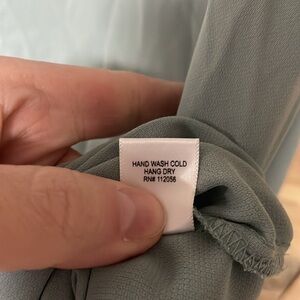 HAND WASH COLD
HANG DRY
RN# 112056